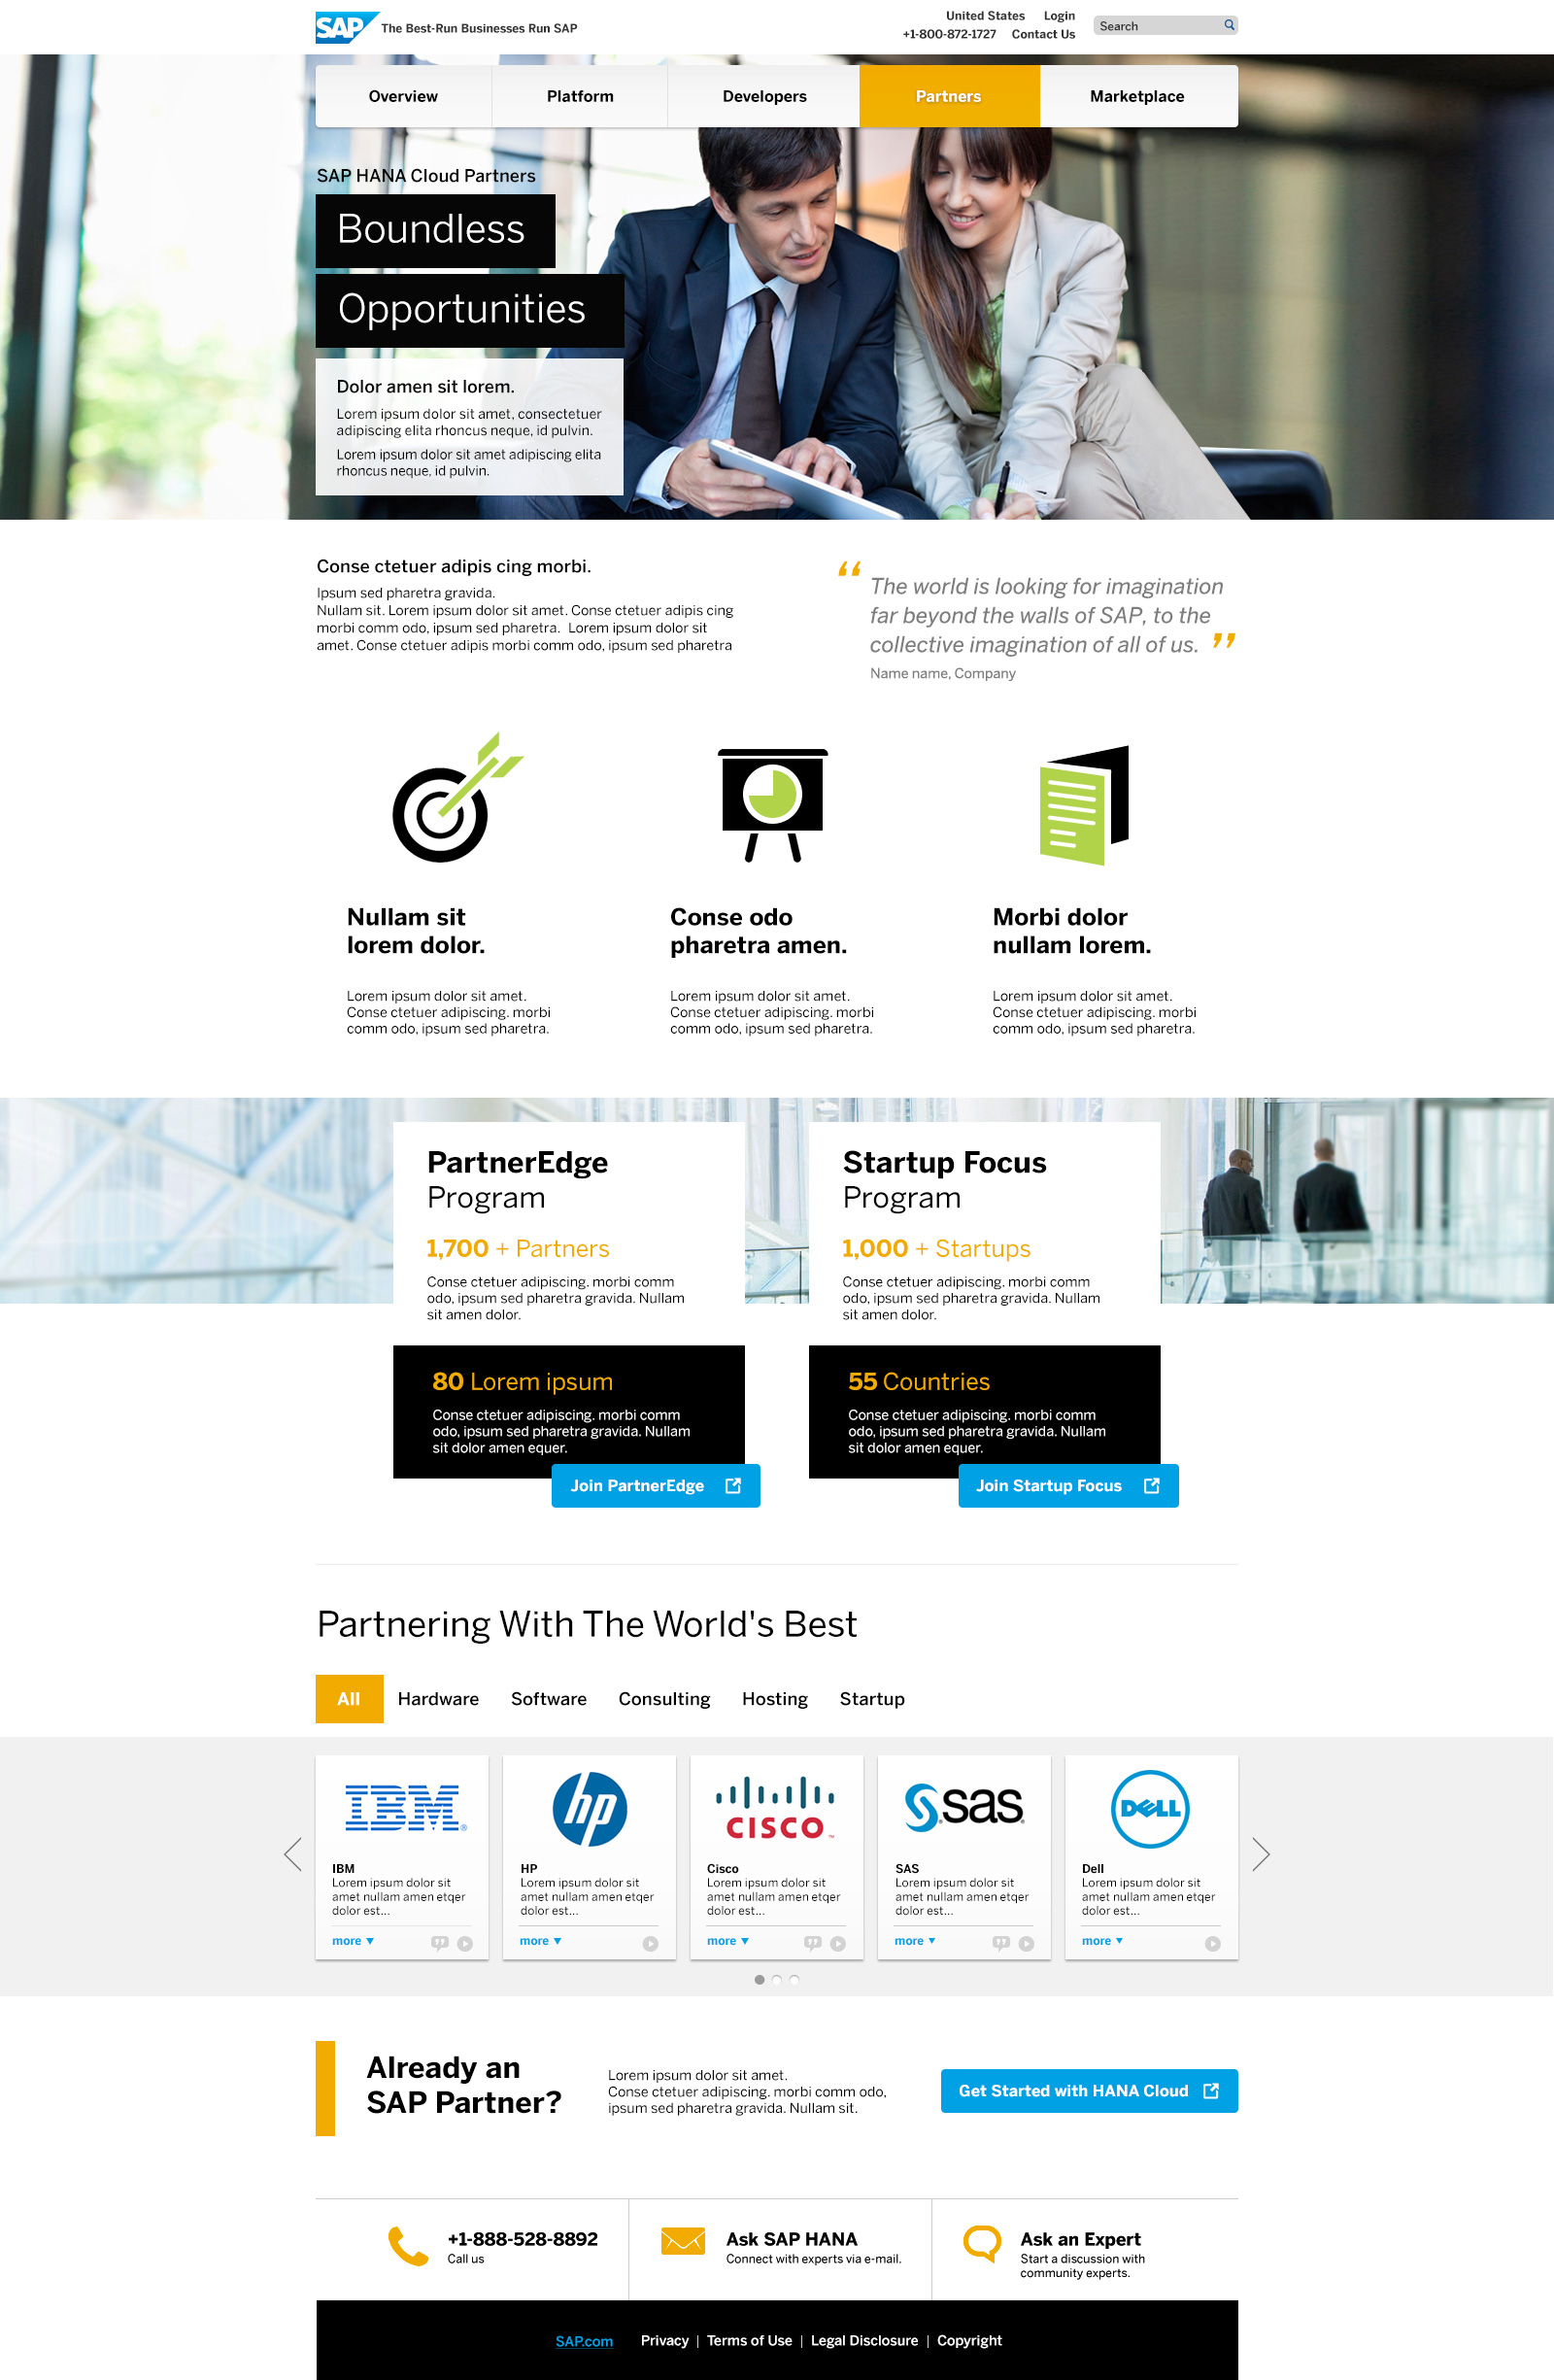 SAP The Best-Run Businesses Run SAP
United States Login
+1-800-872-1727 Contact Us
Search
Overview Platform Developers Partners Marketplace
SAP HANA Cloud Partners
Boundless
Opportunities
Dolor amen sit lorem.
Lorem ipsum dolor sit amet, consectetuer
adipiscing elita rhoncus neque, id pulvin.
Lorem ipsum dolor sit amet adipiscing elita
rhoncus neque, id pulvin.
Conse ctetuer adipis cing morbi.
Ipsum sed pharetra gravida.
Nullam sit. Lorem ipsum dolor sit amet. Conse ctetuer adipis cing
morbi comm odo, ipsum sed pharetra. Lorem ipsum dolor sit
amet. Conse ctetuer adipis morbi comm odo, ipsum sed pharetra
“ The world is looking for imagination
far beyond the walls of SAP, to the
collective imagination of all of us. ”
Name name, Company
Nullam sit
lorem dolor.
Lorem ipsum dolor sit amet.
Conse ctetuer adipiscing. morbi
comm odo, ipsum sed pharetra.
Conse odo
pharetra amen.
Lorem ipsum dolor sit amet.
Conse ctetuer adipiscing. morbi
comm odo, ipsum sed pharetra.
Morbi dolor
nullam lorem.
Lorem ipsum dolor sit amet.
Conse ctetuer adipiscing. morbi
comm odo, ipsum sed pharetra.
PartnerEdge
Program
1,700 + Partners
Conse ctetuer adipiscing. morbi comm
odo, ipsum sed pharetra gravida. Nullam
sit amen dolor.
80 Lorem ipsum
Conse ctetuer adipiscing. morbi comm
odo, ipsum sed pharetra gravida. Nullam
sit dolor amen equer.
Join PartnerEdge
Startup Focus
Program
1,000 + Startups
Conse ctetuer adipiscing. morbi comm
odo, ipsum sed pharetra gravida. Nullam
sit amen dolor.
55 Countries
Conse ctetuer adipiscing. morbi comm
odo, ipsum sed pharetra gravida. Nullam
sit dolor amen equer.
Join Startup Focus
Partnering With The World's Best
All Hardware Software Consulting Hosting Startup
IBM®
IBM
Lorem ipsum dolor sit
amet nullam amen etqer
dolor est...
more
hp
HP
Lorem ipsum dolor sit
amet nullam amen etqer
dolor est...
more
CISCO™
Cisco
Lorem ipsum dolor sit
amet nullam amen etqer
dolor est...
more
sas
SAS
Lorem ipsum dolor sit
amet nullam amen etqer
dolor est...
more
DELL
Dell
Lorem ipsum dolor sit
amet nullam amen etqer
dolor est...
more
Already an
SAP Partner?
Lorem ipsum dolor sit amet.
Conse ctetuer adipiscing. morbi comm odo,
ipsum sed pharetra gravida. Nullam sit.
Get Started with HANA Cloud
+1-888-528-8892
Call us
Ask SAP HANA
Connect with experts via e-mail.
Ask an Expert
Start a discussion with
community experts.
SAP.com Privacy | Terms of Use | Legal Disclosure | Copyright